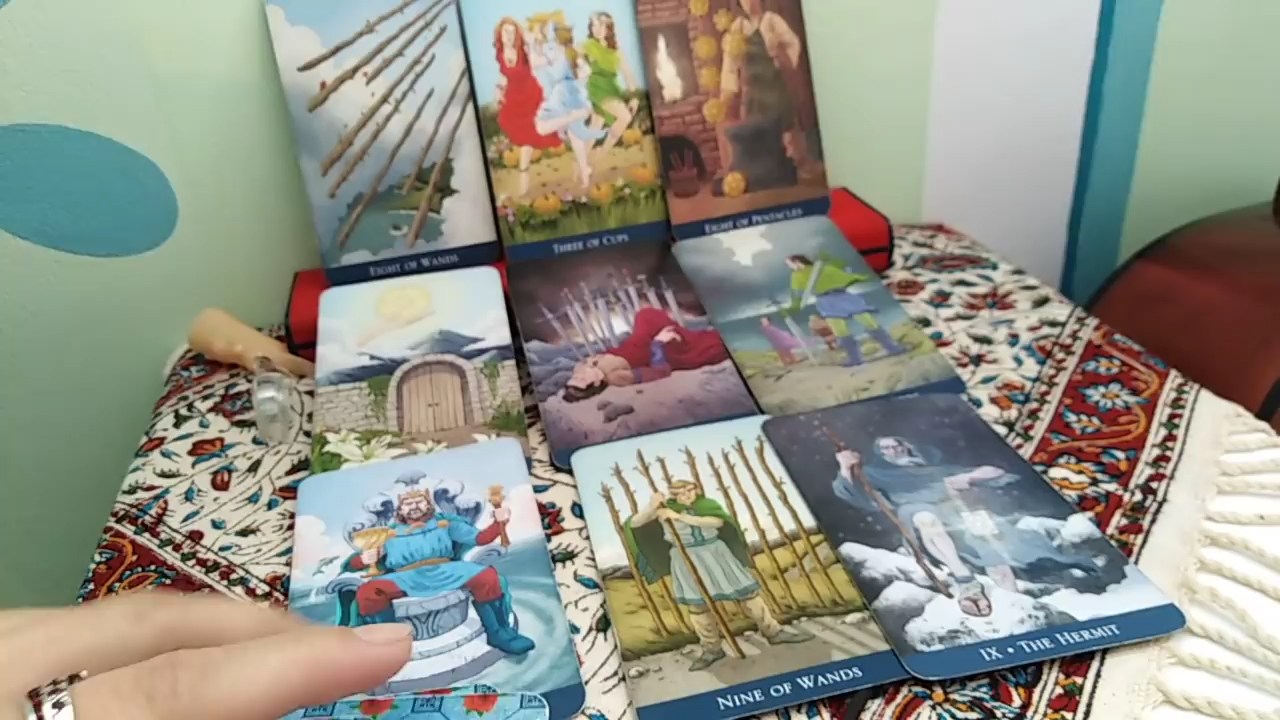 EIGHT OF WANDS
THREE OF CUPS
EIGHT OF PENTACLES
NINE OF WANDS
IX • THE HERMIT